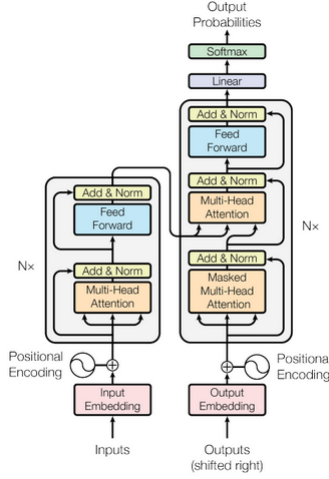 Output
Probabilities
Softmax
Linear
Add & Norm
Feed
Forward
Add & Norm
Multi-Head
Attention
Add & Norm
Masked
Multi-Head
Attention
N×
Positional
Encoding
Output
Embedding
Outputs
(shifted right)
Add & Norm
Feed
Forward
N×
Add & Norm
Multi-Head
Attention
Positional
Encoding
Input
Embedding
Inputs